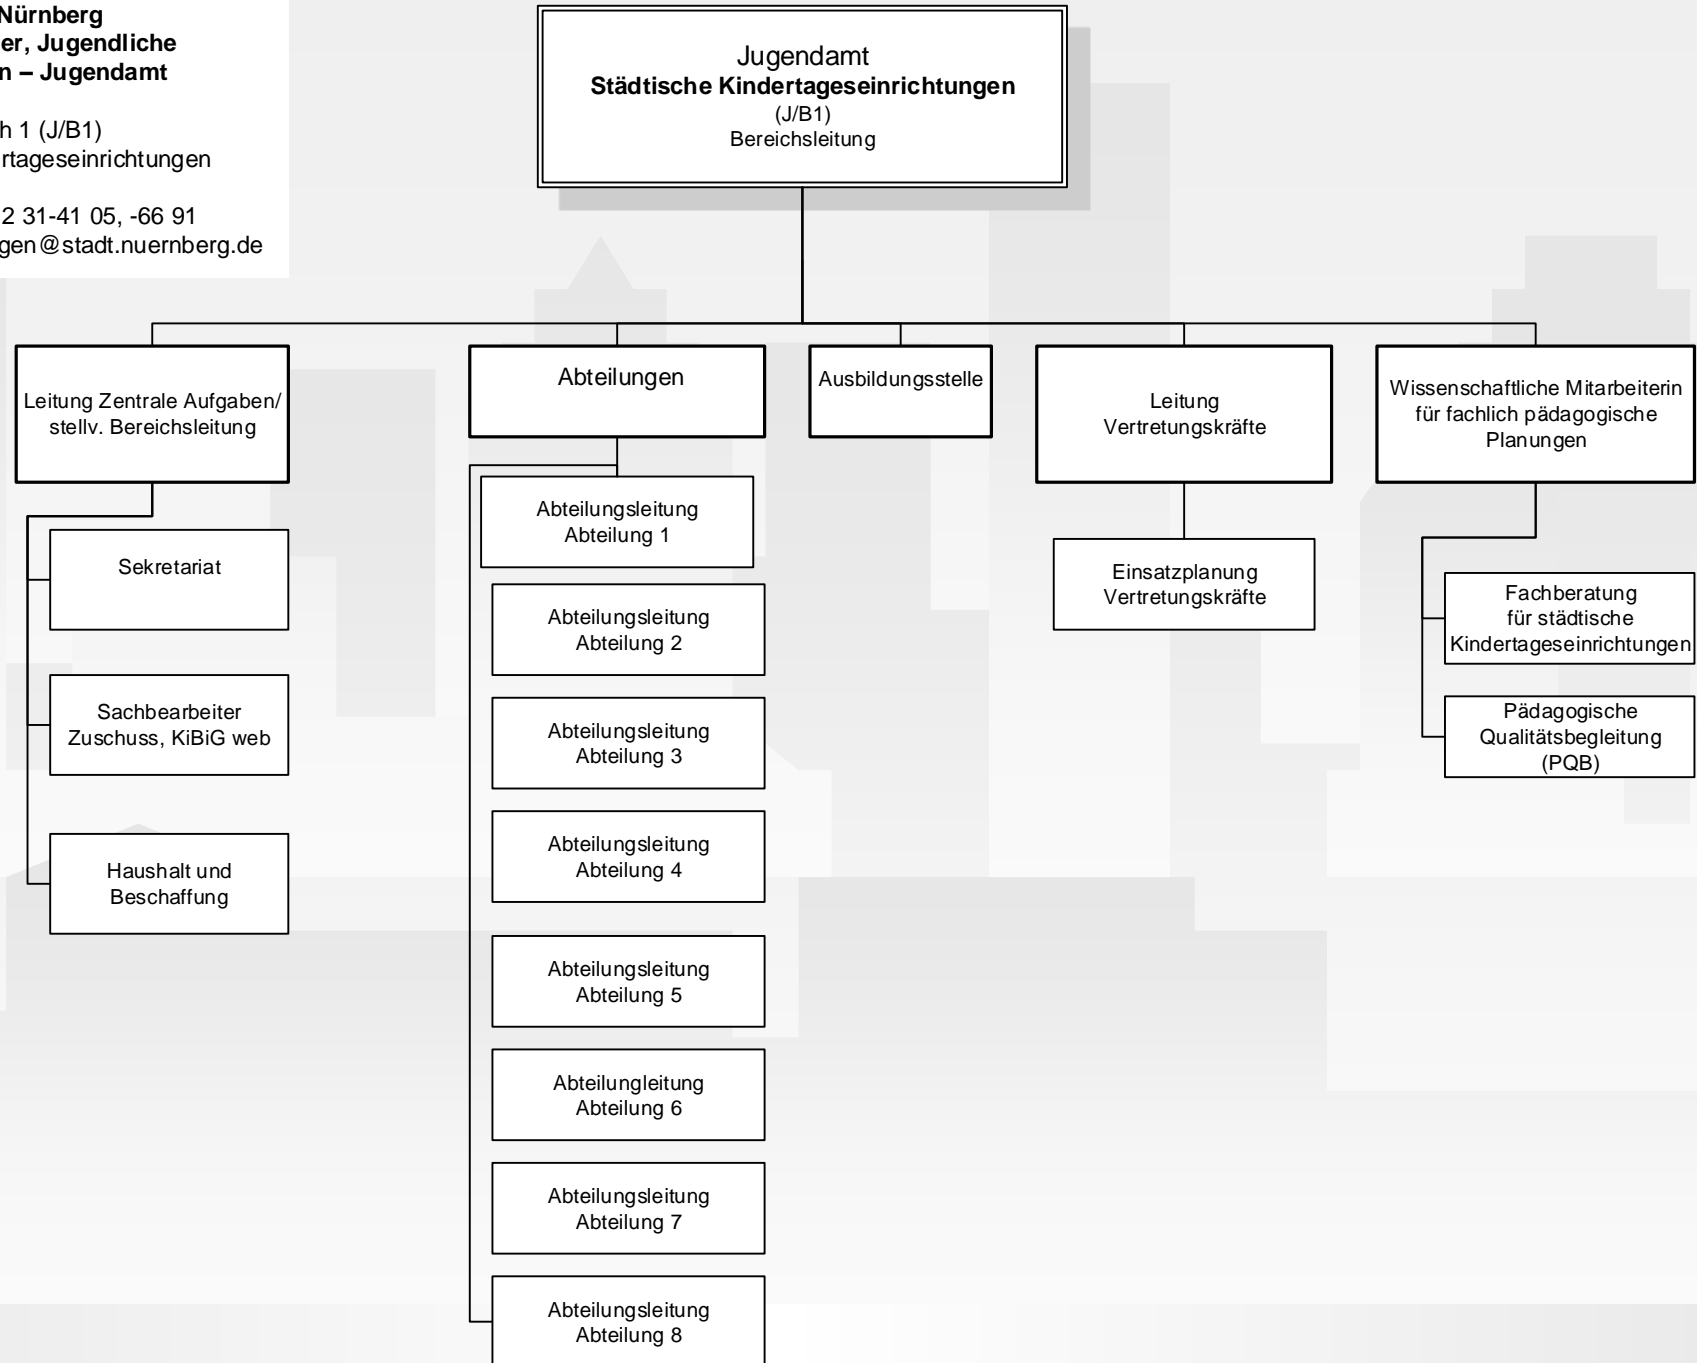 Nürnberg
er, Jugendliche
n – Jugendamt
h 1 (J/B1)
rtageseinrichtungen
2 31-41 05, -66 91
gen@stadt.nuernberg.de
Jugendamt
Städtische Kindertageseinrichtungen
(J/B1)
Bereichsleitung
Leitung Zentrale Aufgaben/
stellv. Bereichsleitung
Sekretariat
Sachbearbeiter
Zuschuss, KiBiG web
Haushalt und
Beschaffung
Abteilungen
Abteilungsleitung
Abteilung 1
Abteilungsleitung
Abteilung 2
Abteilungsleitung
Abteilung 3
Abteilungsleitung
Abteilung 4
Abteilungsleitung
Abteilung 5
Abteilungleitung
Abteilung 6
Abteilungsleitung
Abteilung 7
Abteilungsleitung
Abteilung 8
Ausbildungsstelle
Leitung
Vertretungskräfte
Einsatzplanung
Vertretungskräfte
Wissenschaftliche Mitarbeiterin
für fachlich pädagogische
Planungen
Fachberatung
für städtische
Kindertageseinrichtungen
Pädagogische
Qualitätsbegleitung
(PQB)